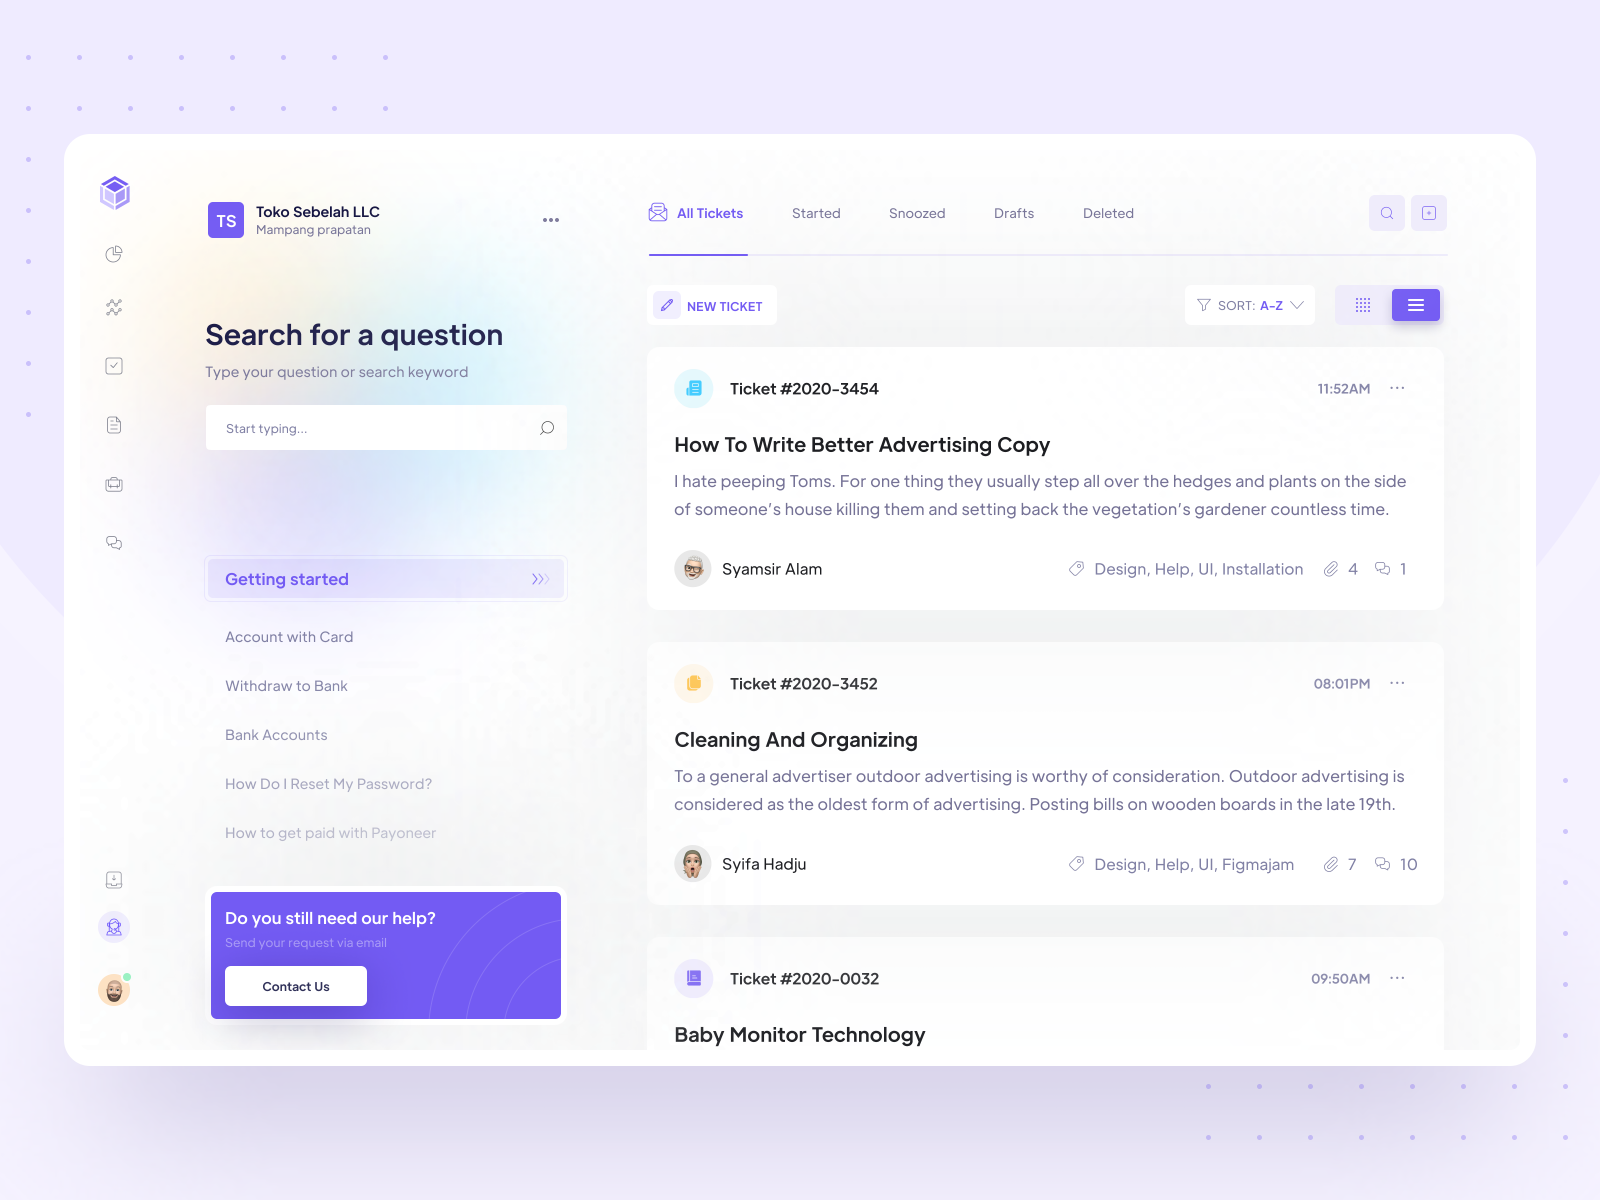 TS
Toko Sebelah LLC
Mampang prapatan
Search for a question
Type your question or search keyword
Start typing...
Getting started
Account with Card
Withdraw to Bank
Bank Accounts
How Do I Reset My Password?
How to get paid with Payoneer
Do you still need our help?
Send your request via email
Contact Us
All Tickets
Started
Snoozed
Drafts
Deleted
NEW TICKET
SORT: A-Z
Ticket #2020-3454
11:52AM
How To Write Better Advertising Copy
I hate peeping Toms. For one thing they usually step all over the hedges and plants on the side
of someone's house killing them and setting back the vegetation's gardener countless time.
Syamsir Alam
Design, Help, UI, Installation
4
1
Ticket #2020-3452
08:01PM
Cleaning And Organizing
To a general advertiser outdoor advertising is worthy of consideration. Outdoor advertising is
considered as the oldest form of advertising. Posting bills on wooden boards in the late 19th.
Syifa Hadju
Design, Help, UI, Figmajam
7
10
Ticket #2020-0032
09:50AM
Baby Monitor Technology